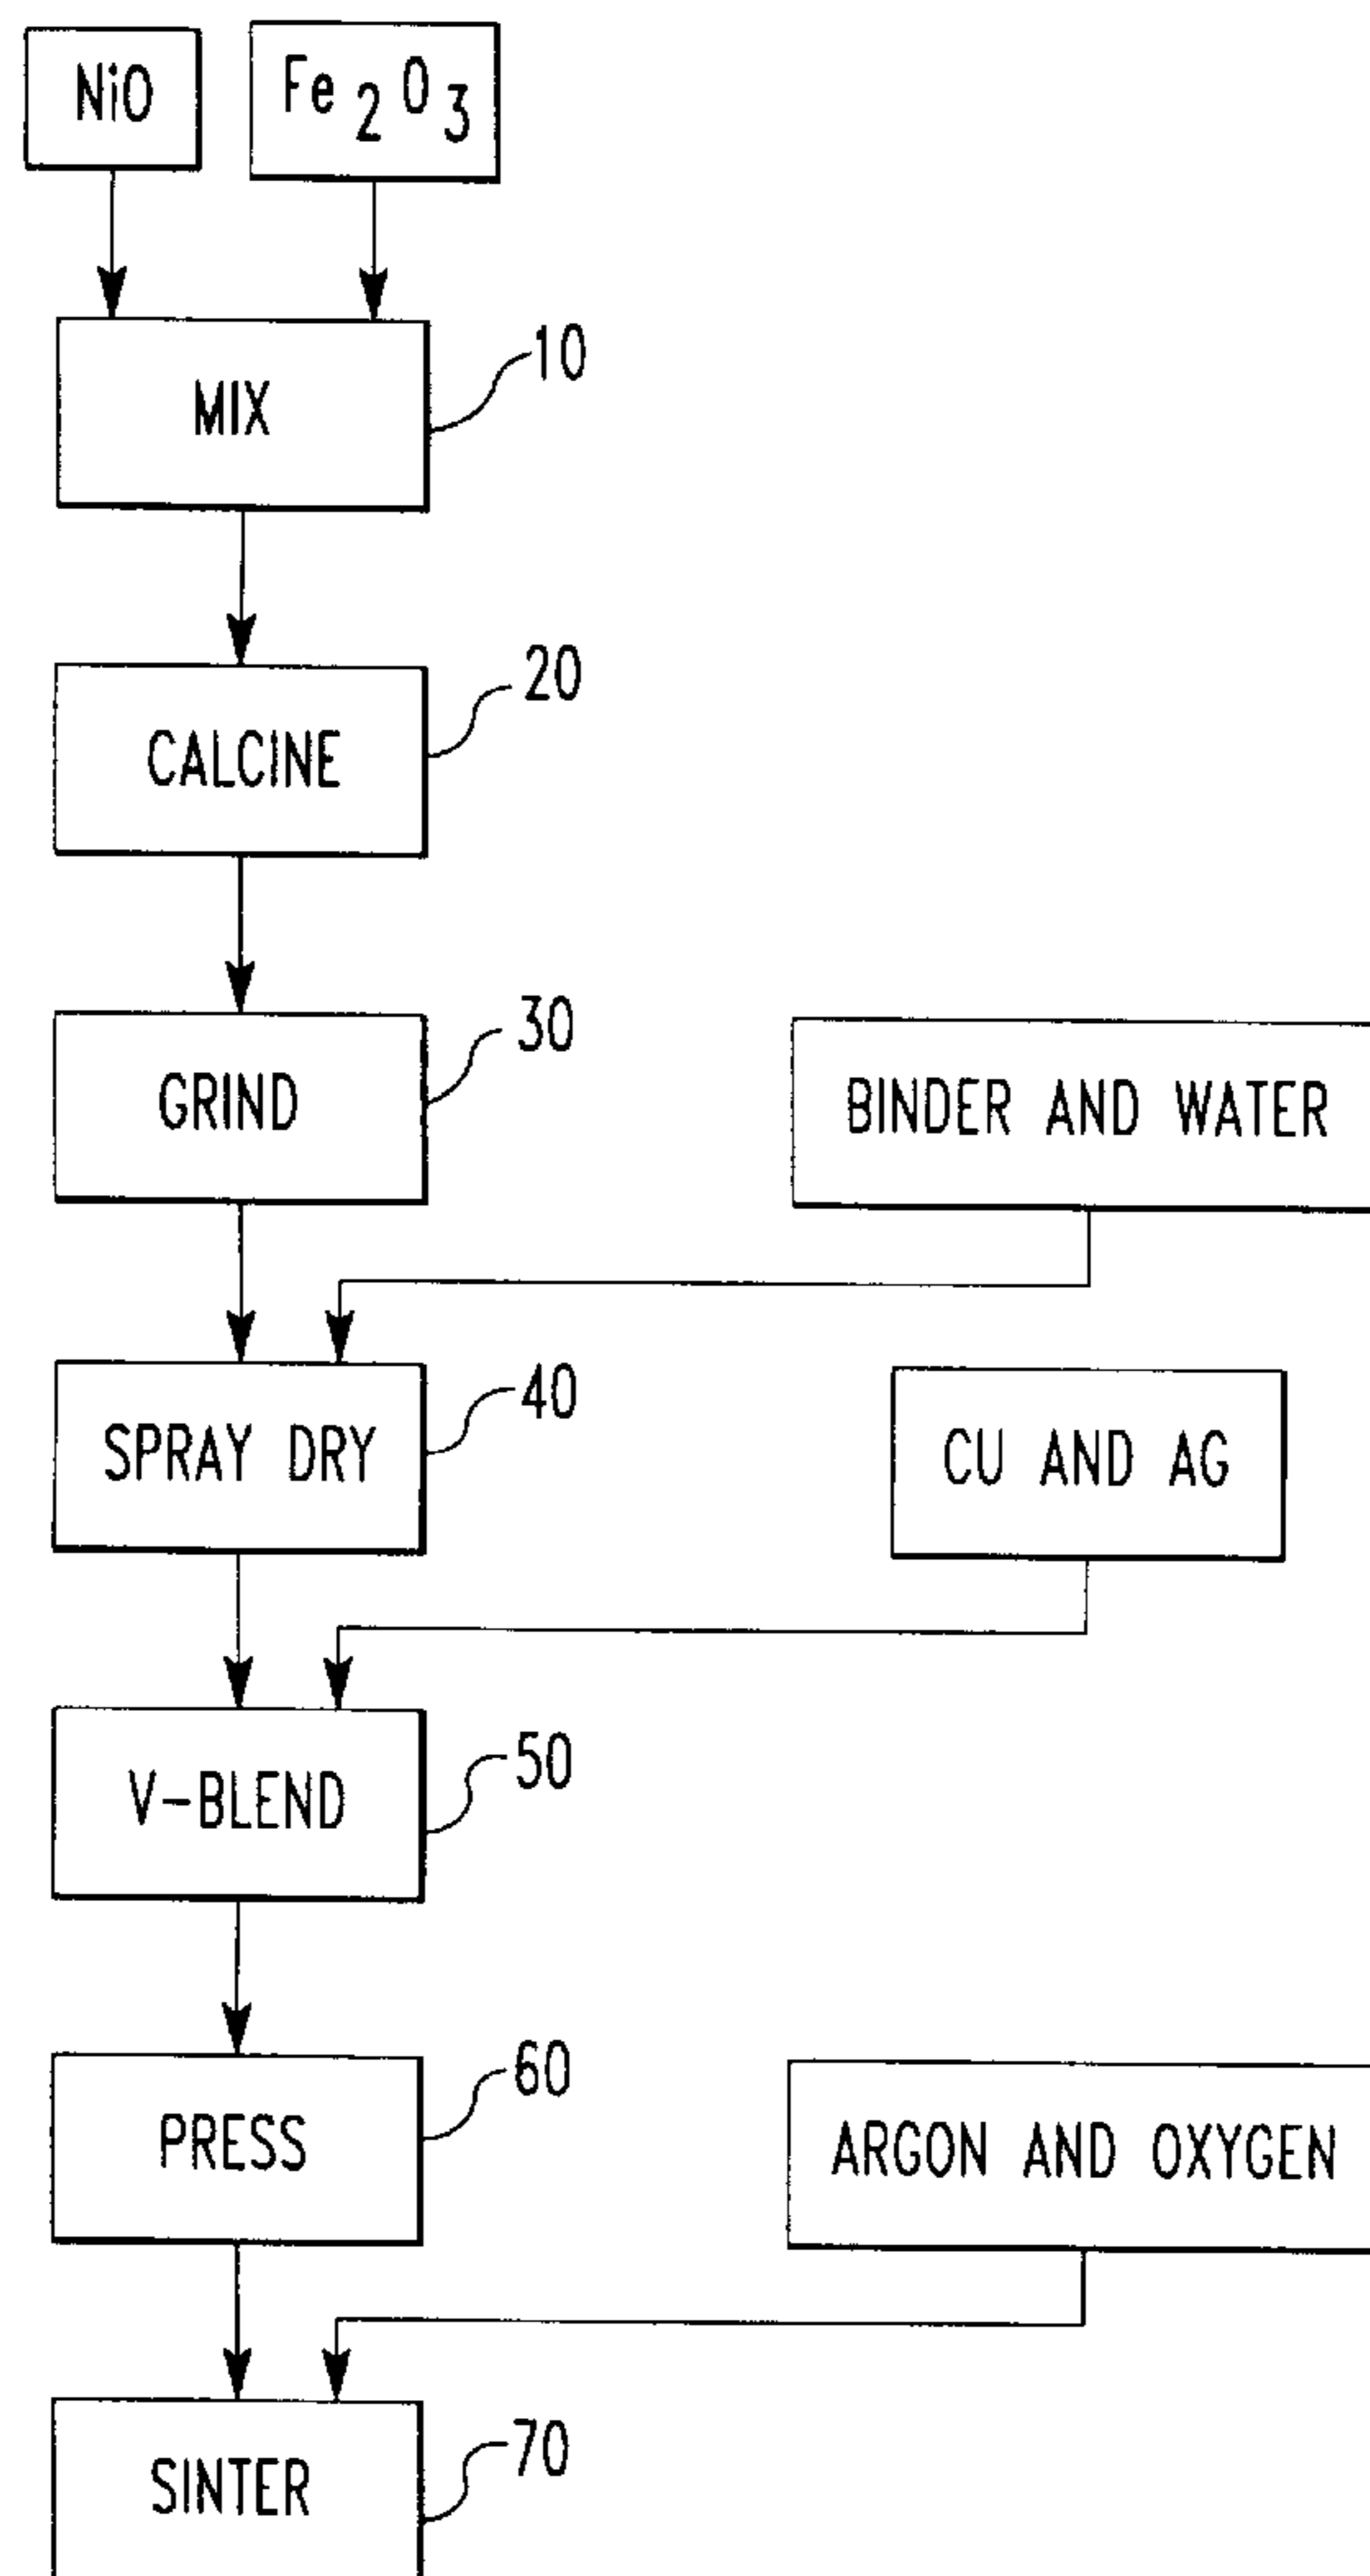 NiO
Fe2O3
MIX
10
CALCINE
20
GRIND
30
BINDER AND WATER
SPRAY DRY
40
CU AND AG
V-BLEND
50
PRESS
60
ARGON AND OXYGEN
SINTER
70